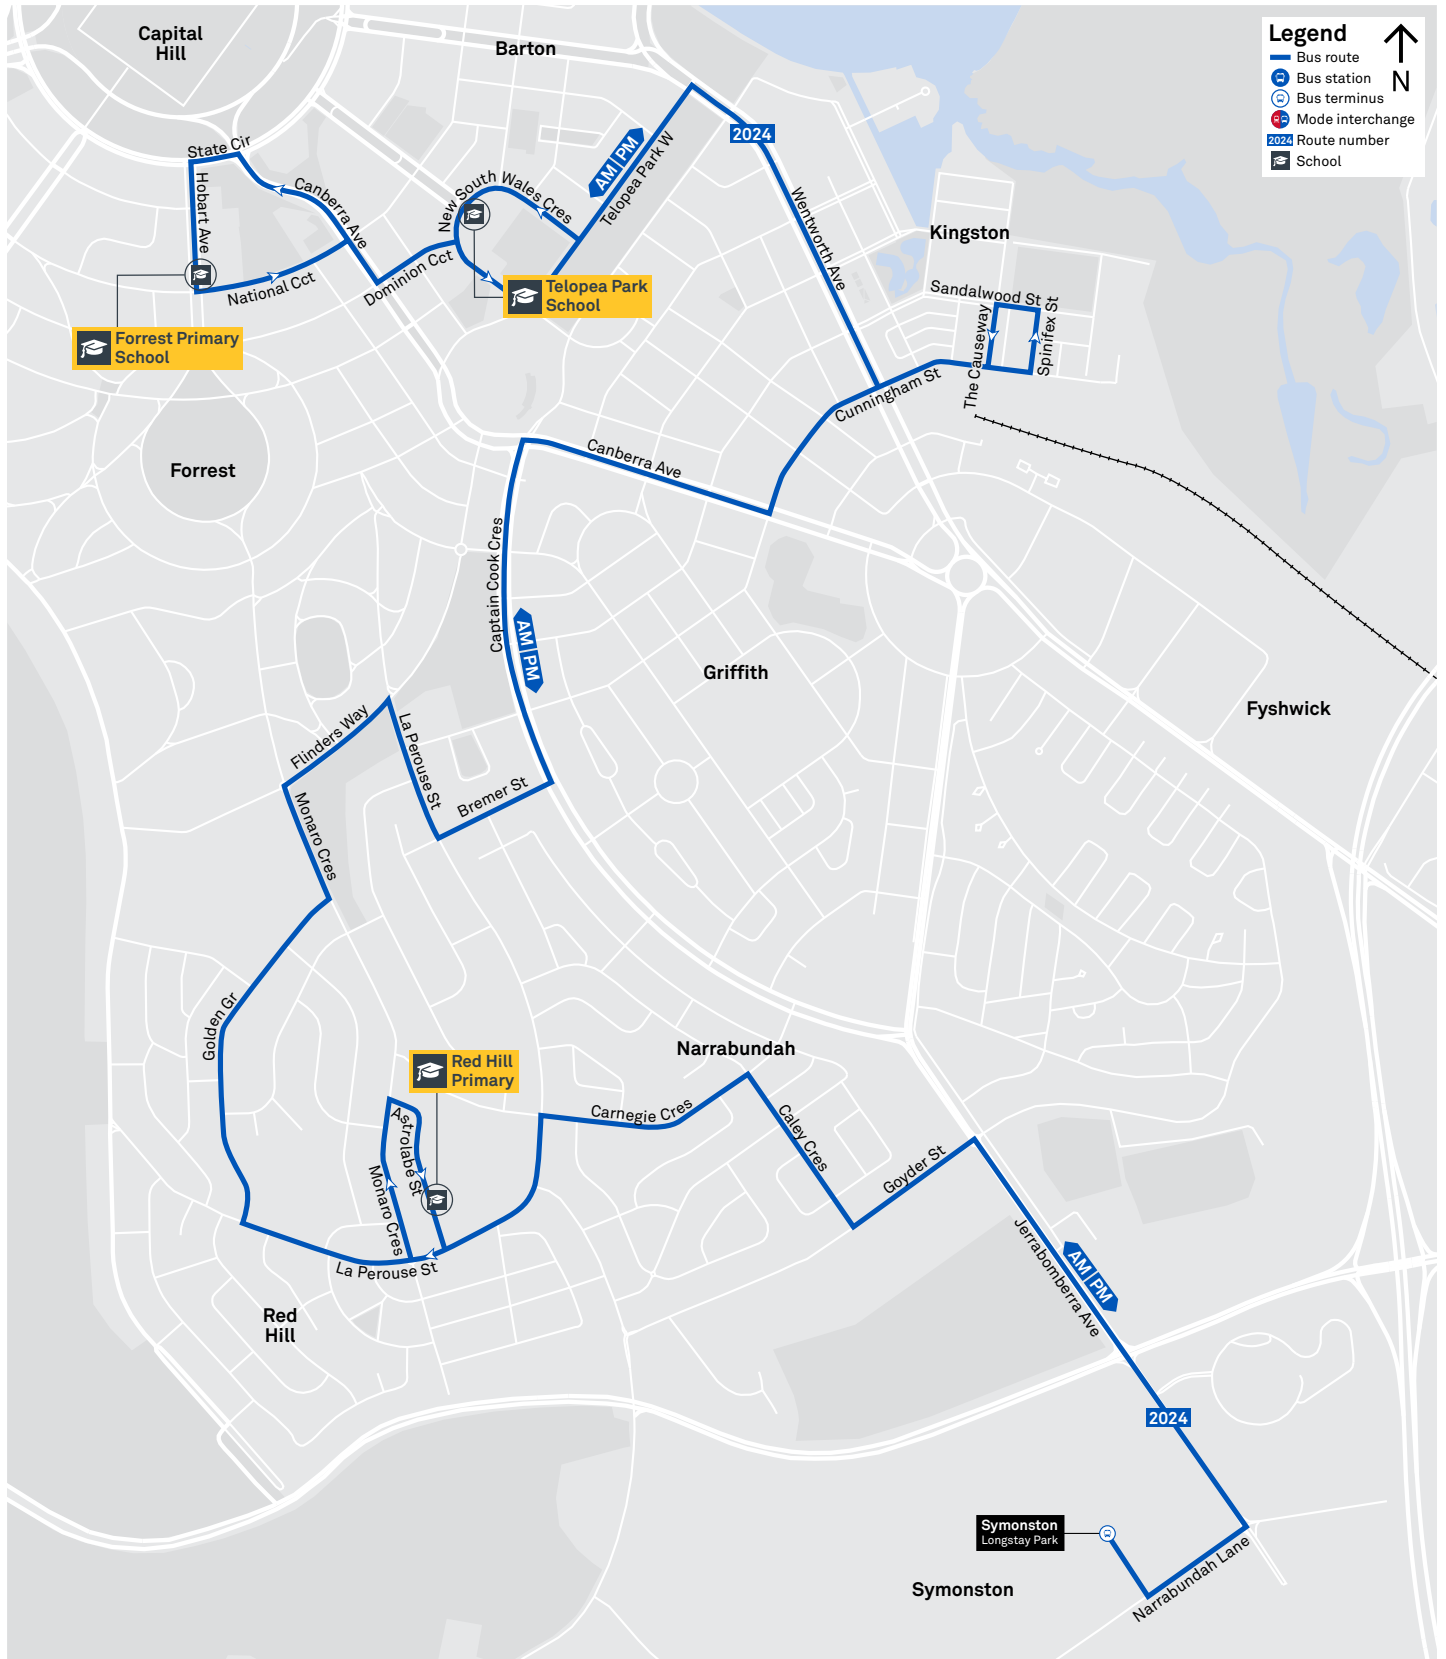 Capital
Hill
Barton
Legend
N
Bus route
Bus station
Bus terminus
Mode interchange
2024 Route number
School
2024
State Cir
Hobart Ave
Canberra Ave
National Cct
Dominion Cct
New South Wales Cres
AM|PM
Telopea Park W
Wentworth Ave
Kingston
Sandalwood St
The Causeway
Spinifex St
Cunningham St
Telopea Park
School
Forrest Primary
School
Forrest
Canberra Ave
Captain Cook Cres
AM|PM
Griffith
Fyshwick
Flinders Way
La Perouse St
Bremer St
Monaro Cres
Golden Gr
Narrabundah
Red Hill
Primary
Astrolabe St
Monaro Cres
La Perouse St
Carnegie Cres
Caley Cres
Goyder St
Jerrabomberra Ave
AM|PM
Red
Hill
2024
Symonston
Longstay Park
Narrabundah Lane
Symonston